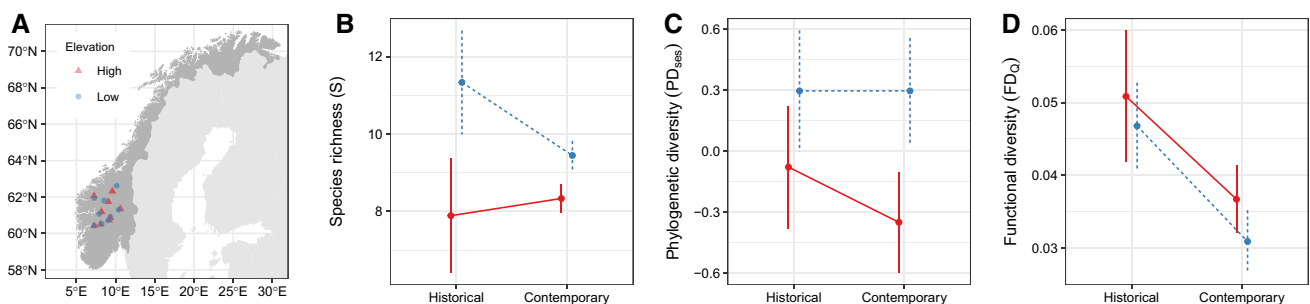 A
Elevation
High
Low
70°N
68°N
66°N
64°N
62°N
60°N
58°N
5°E 10°E 15°E 20°E 25°E 30°E
B
Species richness (S)
12
10
8
Historical Contemporary
C
Phylogenetic diversity (PDses)
0.6
0.3
0.0
−0.3
−0.6
Historical Contemporary
D
Functional diversity (FDQ)
0.06
0.05
0.04
0.03
Historical Contemporary